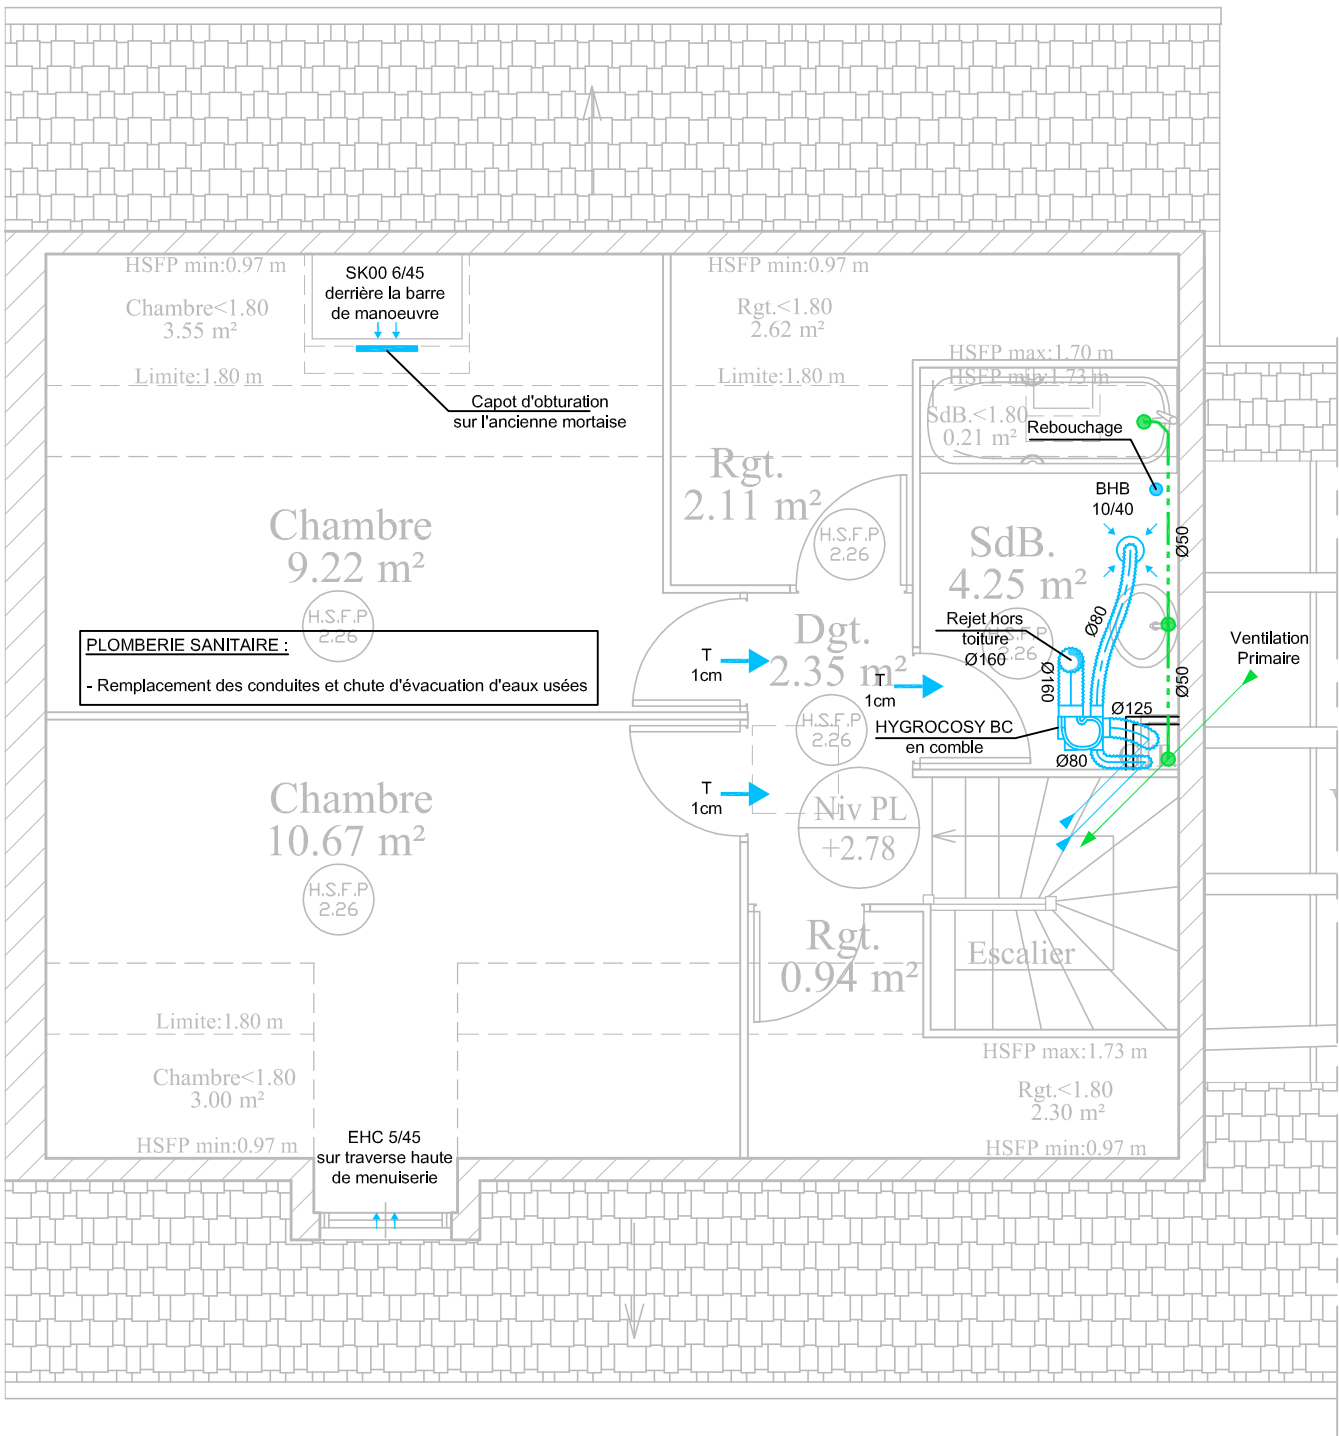 HSFP min:0.97 m
SK00 6/45
derrière la barre
de manoeuvre
HSFP min:0.97 m
Chambre<1.80
3.55 m²
Rgt.<1.80
2.62 m²
Limite:1.80 m
Limite:1.80 m
HSFP max:1.70 m
HSFP min:1.73 m
Capot d'obturation
sur l'ancienne mortaise
SdB.<1.80
0.21 m²
Rebouchage
Rgt.
2.11 m²
BHB
10/40
Chambre
9.22 m²
H.S.F.P
2.26
H.S.F.P
2.26
SdB.
4.25 m²
Ø50
H.S.F.P
2.26
Rejet hors
toiture
Ø160
Ø80
Ø160
Ø50
Ventilation
Primaire
PLOMBERIE SANITAIRE :
- Remplacement des conduites et chute d'évacuation d'eaux usées
Dgt.
2.35 m²
T
1cm
T
1cm
H.S.F.P
2.26
HYGROCOSY BC
en comble
Ø125
Ø80
Chambre
10.67 m²
T
1cm
Niv PL
+2.78
H.S.F.P
2.26
Rgt.
0.94 m²
Escalier
Limite:1.80 m
HSFP max:1.73 m
Chambre<1.80
3.00 m²
Rgt.<1.80
2.30 m²
HSFP min:0.97 m
EHC 5/45
sur traverse haute
de menuiserie
HSFP min:0.97 m